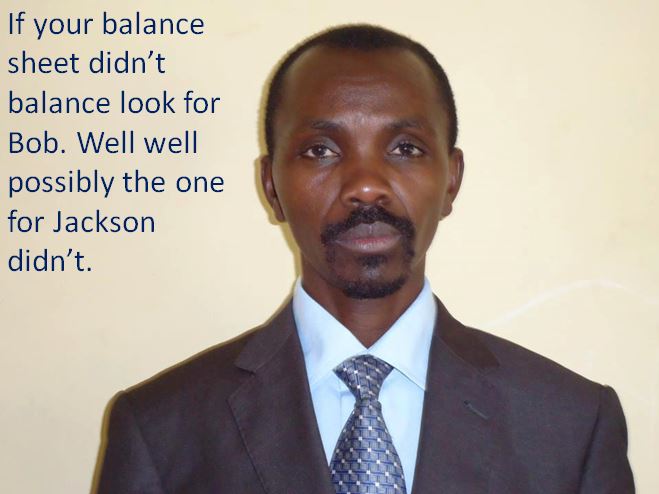 If your balance
sheet didn’t
balance look for
Bob. Well well
possibly the one
for Jackson
didn’t.